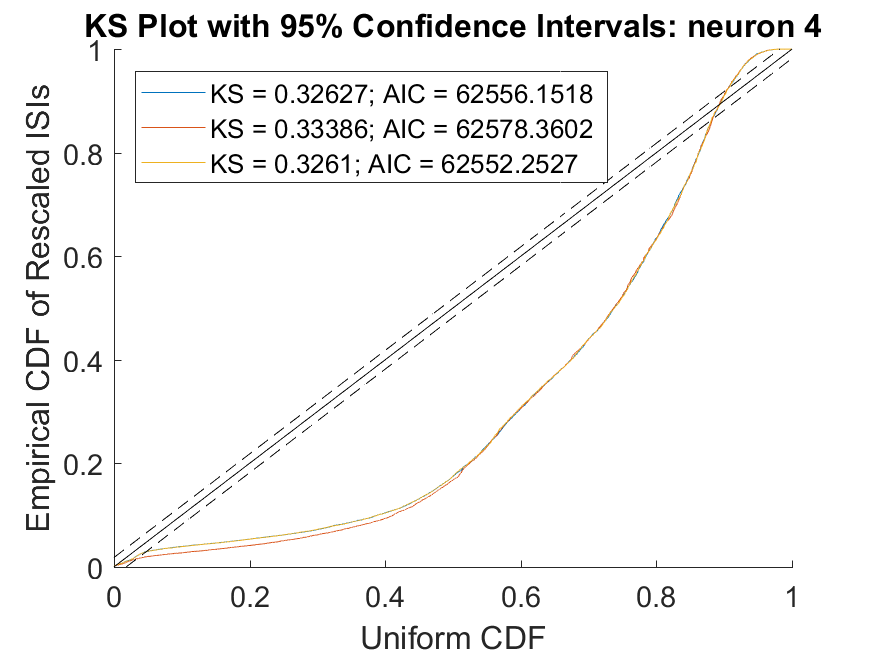 KS Plot with 95% Confidence Intervals: neuron 4
KS = 0.32627; AIC = 62556.1518
KS = 0.33386; AIC = 62578.3602
KS = 0.3261; AIC = 62552.2527
Empirical CDF of Rescaled ISIs
1
0.8
0.6
0.4
0.2
0
0 0.2 0.4 0.6 0.8 1
Uniform CDF